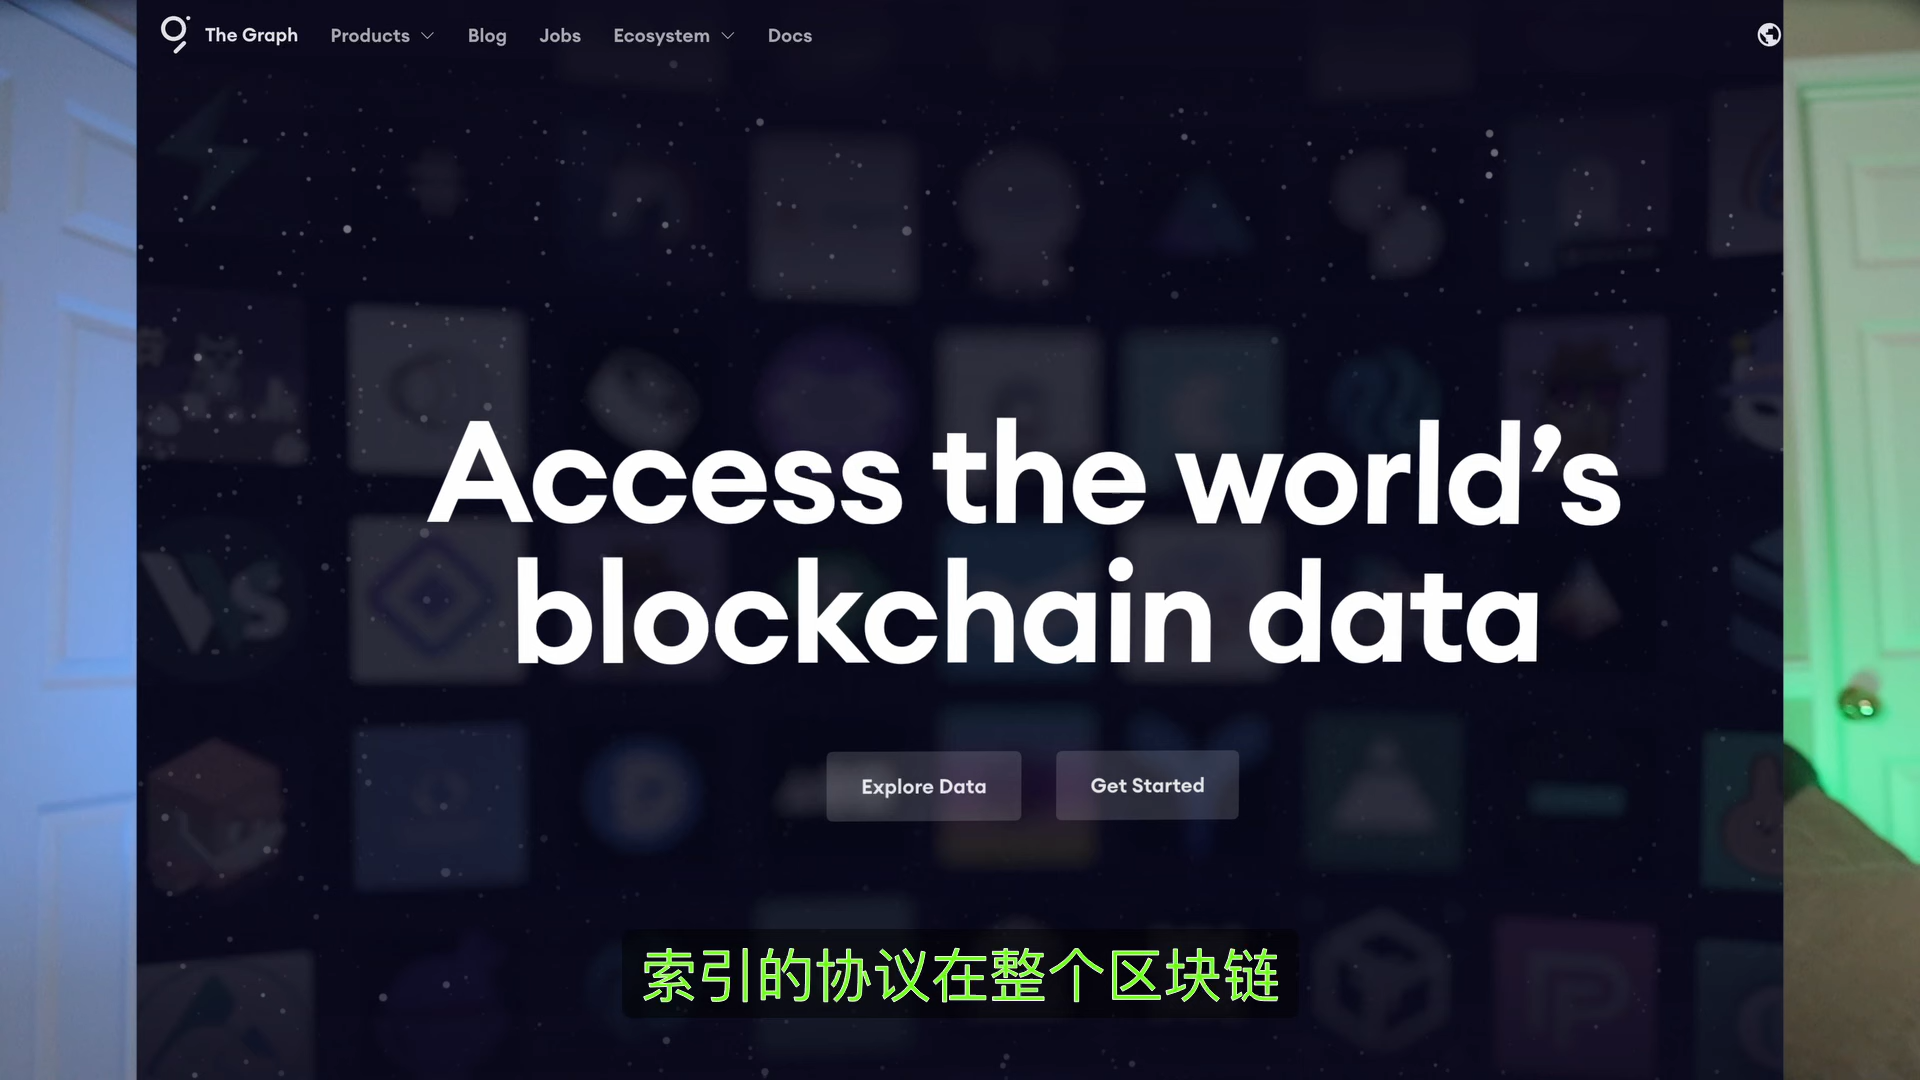 The Graph
Products
Blog
Jobs
Ecosystem
Docs
Access the world’s
blockchain data
Explore Data
Get Started
索引的协议在整个区块链